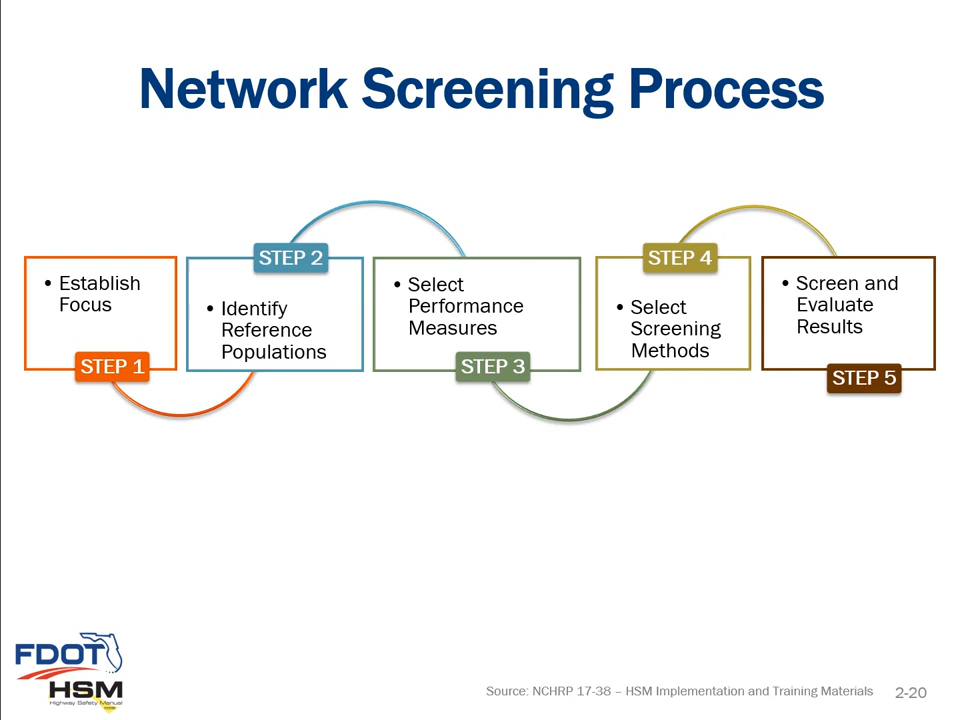 Network Screening Process
• Establish
Focus
STEP 1
STEP 2
• Identify
Reference
Populations
• Select
Performance
Measures
STEP 3
STEP 4
• Select
Screening
Methods
• Screen and
Evaluate
Results
STEP 5
FDOT
HSM
Highway Safety Manual
Source: NCHRP 17-38 – HSM Implementation and Training Materials
2-20